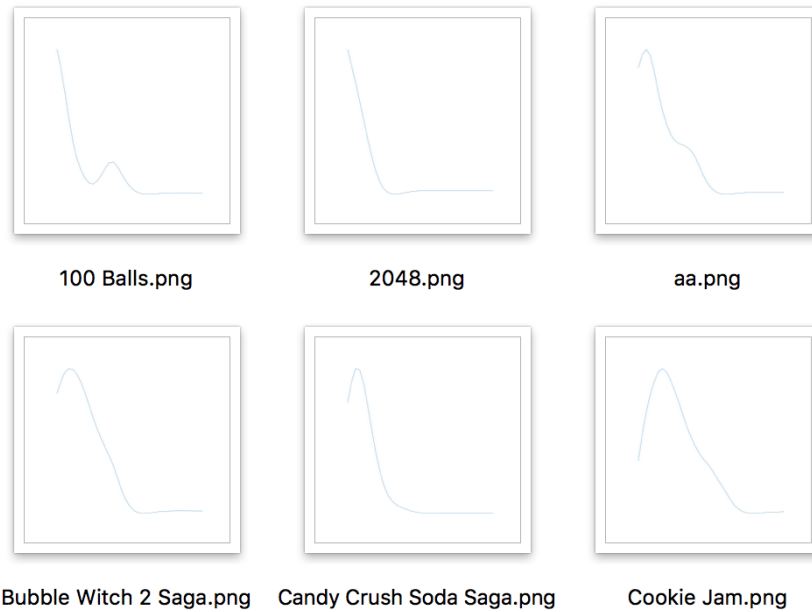 100 Balls.png
2048.png
aa.png
Bubble Witch 2 Saga.png
Candy Crush Soda Saga.png
Cookie Jam.png